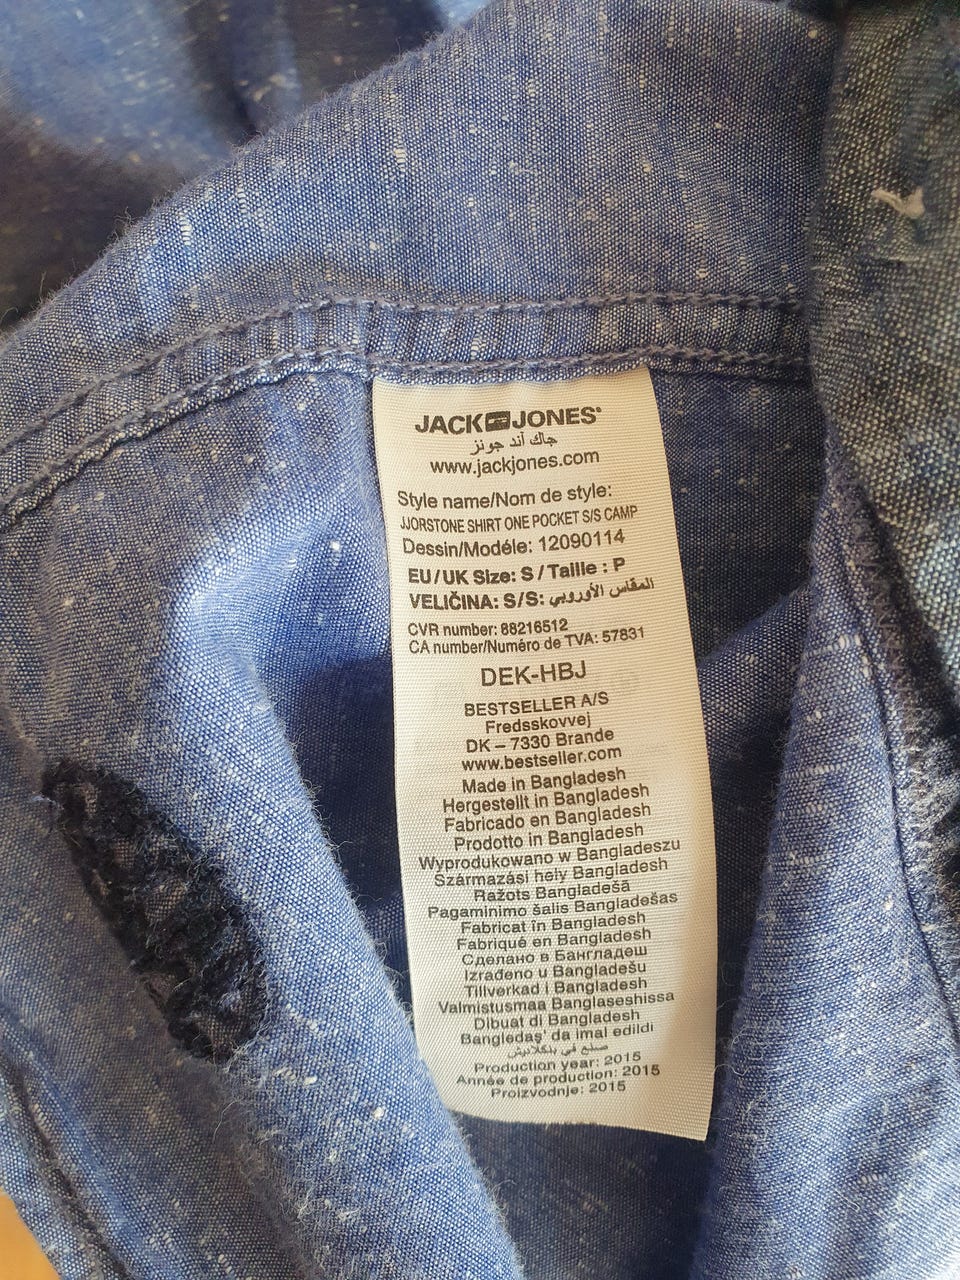 JACK JONES®
جاك آند جونز
www.jackjones.com
Style name/Nom de style:
JJORSTONE SHIRT ONE POCKET S/S CAMP
Dessin/Modéle: 12090114
EU/UK Size: S / Taille : P
VELIČINA: S/S: المقاس الأوروبي
CVR number: 88216512
CA number/Numéro de TVA: 57831
DEK-HBJ
BESTSELLER A/S
Fredsskovvej
DK – 7330 Brande
www.bestseller.com
Made in Bangladesh
Hergestellt in Bangladesh
Fabricado en Bangladesh
Prodotto in Bangladesh
Wyprodukowano w Bangladeszu
Származási hely Bangladesh
Ražots Bangladešā
Pagaminimo šalis Bangladešas
Fabricat în Bangladesh
Fabriqué en Bangladesh
Сделано в Бангладеш
Izrađeno u Bangladešu
Tillverkad i Bangladesh
Valmistusmaa Banglaseshissa
Dibuat di Bangladesh
Bangledaş' da imal edildi
صنع في بنكلاديش
Production year: 2015
Année de production: 2015
Proizvodnje: 2015